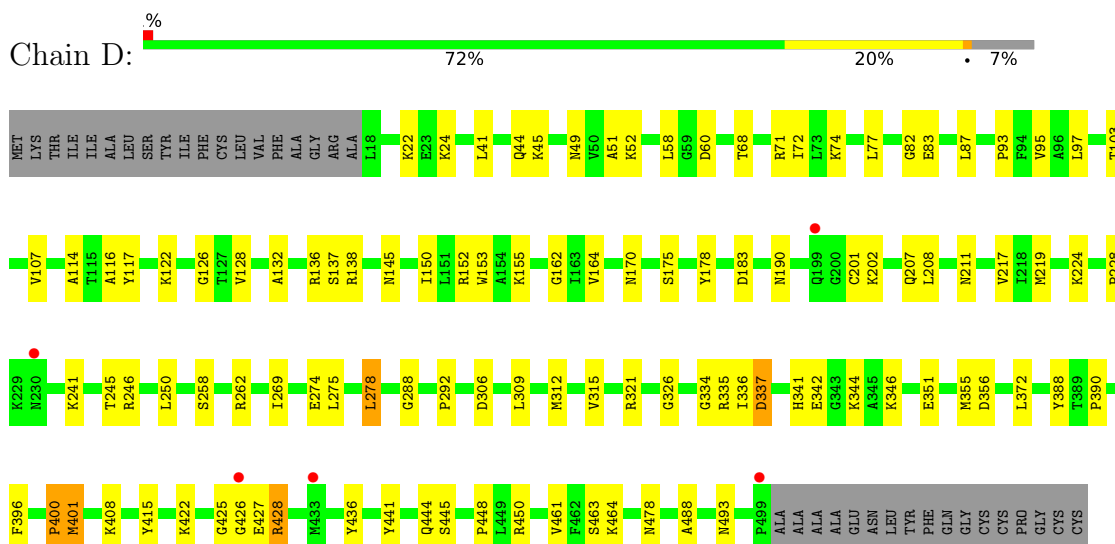 %
Chain D:
72% 20% • 7%
MET LYS THR ILE ILE ALA LEU SER TYR ILE PHE CYS LEU VAL PHE ALA GLY ARG ALA L18 K22 E23 K24 L41 Q44 K45 N49 V50 A51 K52 L58 G59 D60 T68 R71 I72 L73 K74 L77 G82 E83 L87 P93 F94 V95 A96 L97 T103
V107 A114 T115 A116 Y117 K122 G126 T127 V128 A132 R136 S137 R138 N145 I150 L151 R152 W153 A154 K155 G162 I163 V164 N170 S175 Y178 D183 N190 Q199 G200 C201 K202 Q207 L208 N211 V217 I218 M219 K224
K229 N230 K241 T245 R246 L250 S258 R262 I269 E274 L275 L278 G288 P292 D306 L309 M312 V315 R321 G326 G334 R335 I336 D337 H341 E342 G343 K344 A345 K346 E351 M355 D356 L372 Y388 T389 P390
F396 P400 M401 K408 Y415 K422 G425 G426 E427 R428 M433 Y436 Y441 Q444 S445 P448 L449 R450 V461 F462 S463 K464 N478 A488 N493 P499 ALA ALA ALA ALA GLU ASN LEU TYR PHE GLN GLY CYS CYS PRO GLY CYS CYS